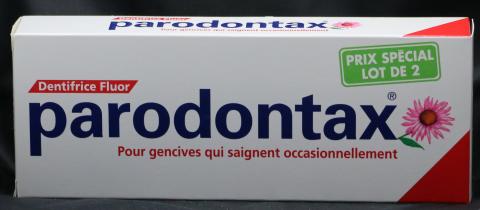 parodontax
Pour gencives qui saignent occasionnellement
PRIX SPÉCIAL
LOT DE 2
Dentifrice Fluor
parodontax®
Pour gencives qui saignent occasionnellement